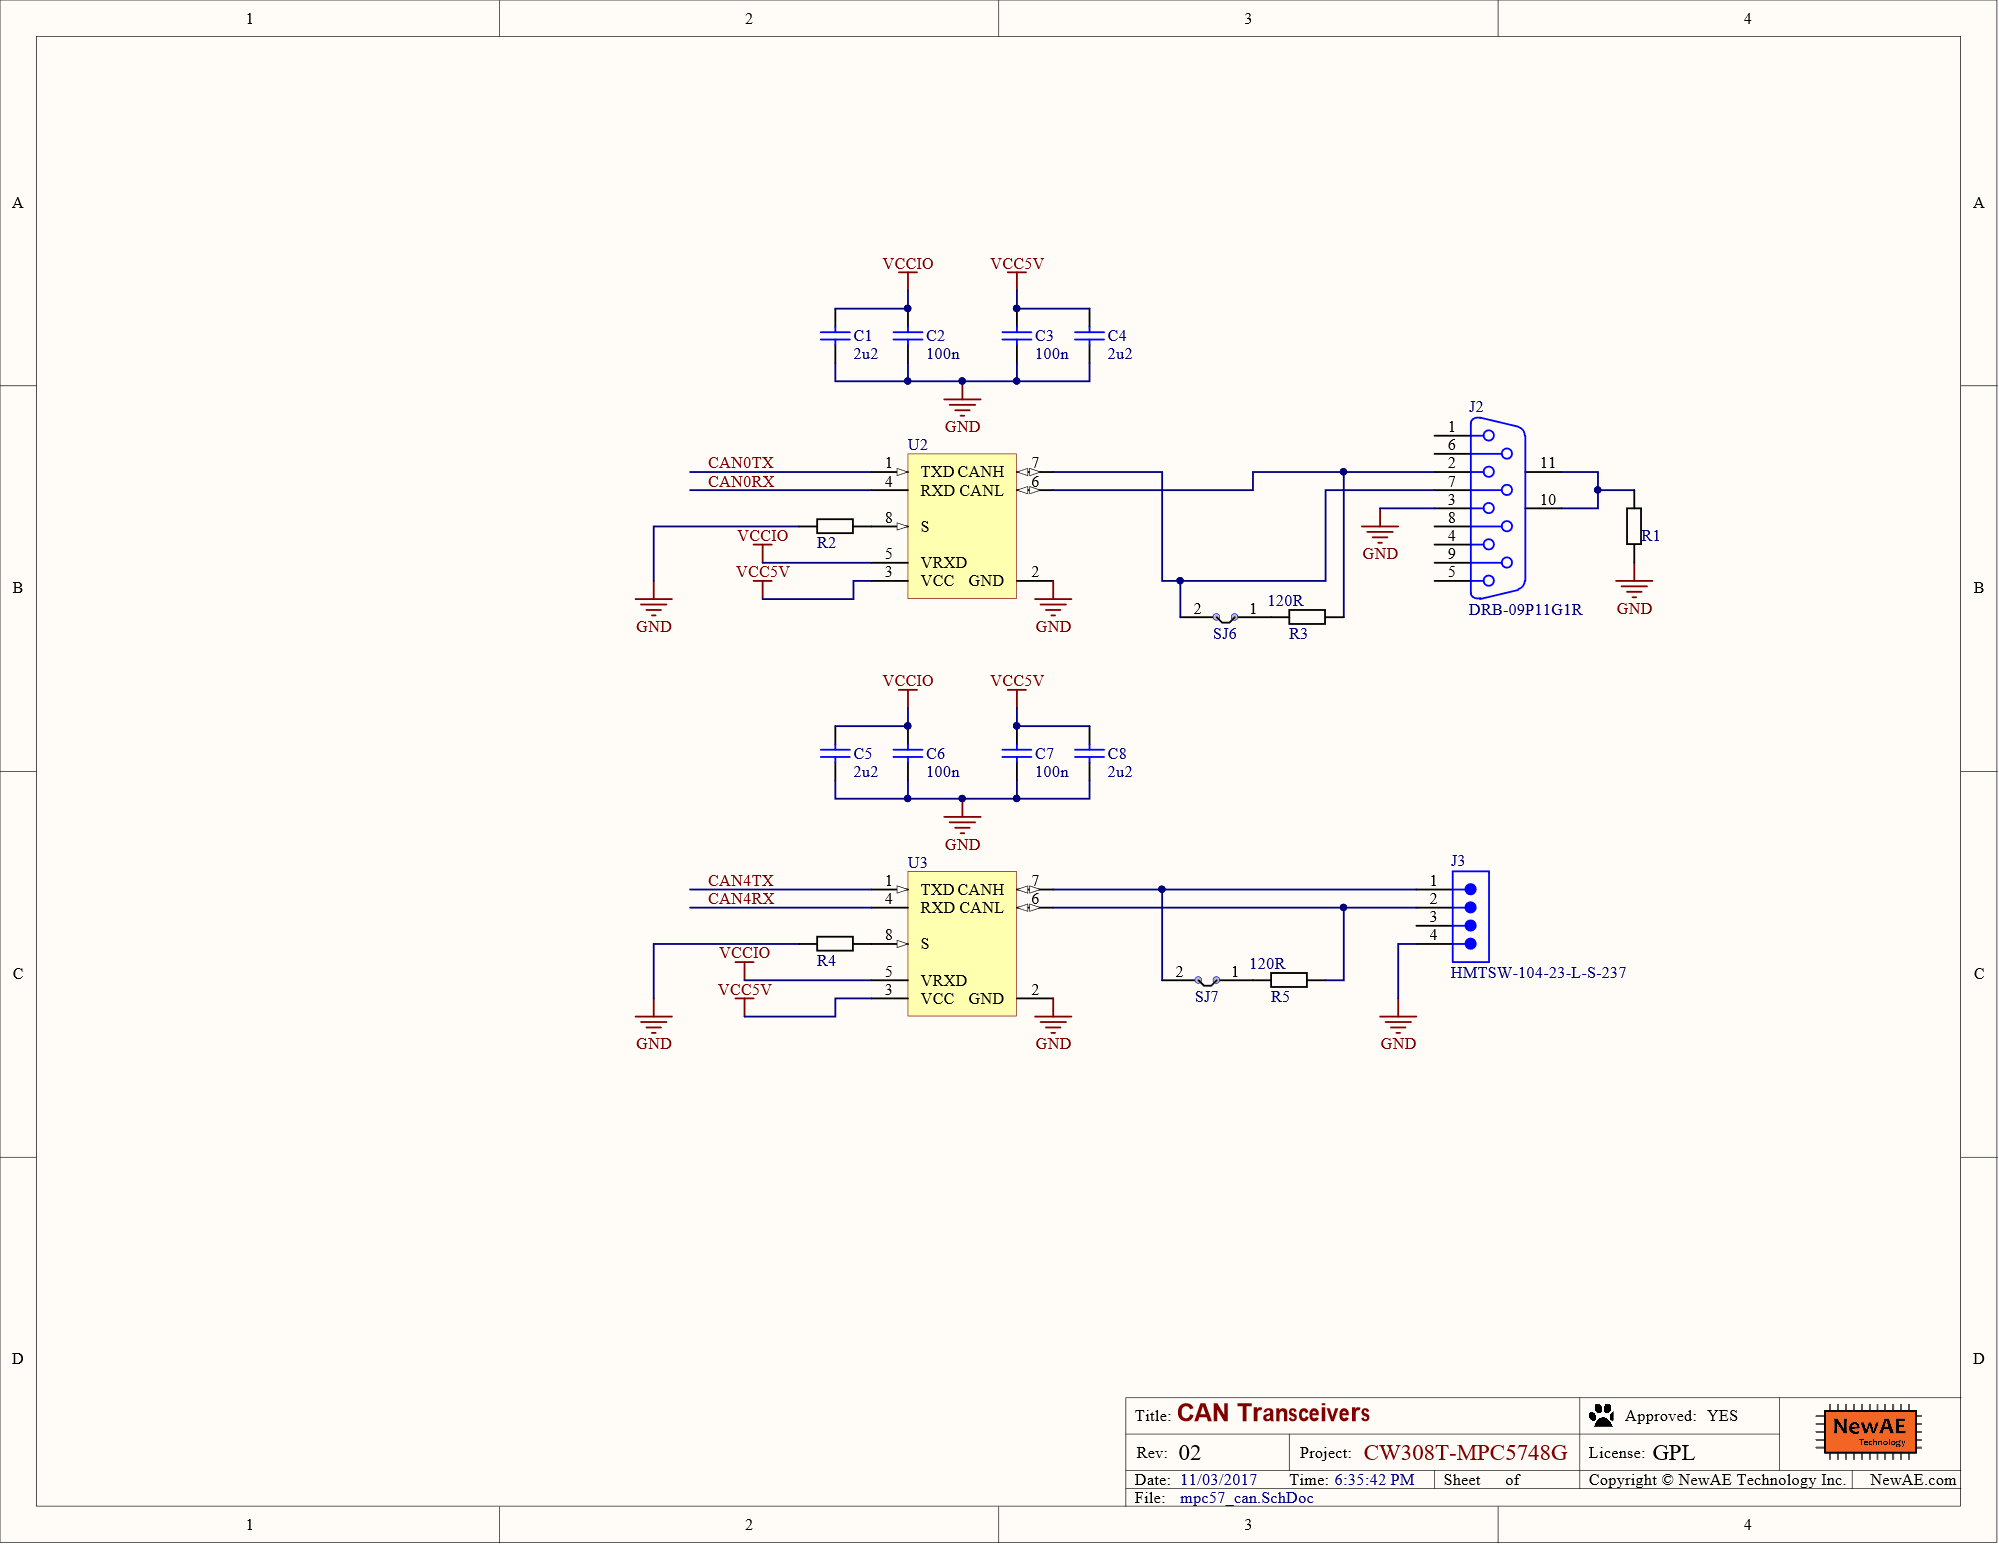 1 2 3 4
A A
VCCIO VCC5V
C1 C2 C3 C4
2u2 100n 100n 2u2
GND
J2
U2
CAN0TX 1 TXD CANH 7
CAN0RX 4 RXD CANL 6
8 S
R2
VCCIO
5 VRXD
VCC5V 3 VCC GND 2
GND GND
1
6
2
7
3
8
4
9
5
11
10
GND
R1
GND
DRB-09P11G1R
120R
2 1
SJ6 R3
B B
VCCIO VCC5V
C5 C6 C7 C8
2u2 100n 100n 2u2
GND
J3
U3
CAN4TX 1 TXD CANH 7
CAN4RX 4 RXD CANL 6
8 S
R4
VCCIO
5 VRXD
VCC5V 3 VCC GND 2
GND GND
1
2
3
4
HMTSW-104-23-L-S-237
120R
2 1
SJ7 R5
GND
C C
D D
Title: CAN Transceivers
Approved: YES
Rev: 02
Project: CW308T-MPC5748G
License: GPL
NewAE
Technology
Date: 11/03/2017 Time: 6:35:42 PM Sheet of
Copyright © NewAE Technology Inc. NewAE.com
File: mpc57_can.SchDoc
1 2 3 4